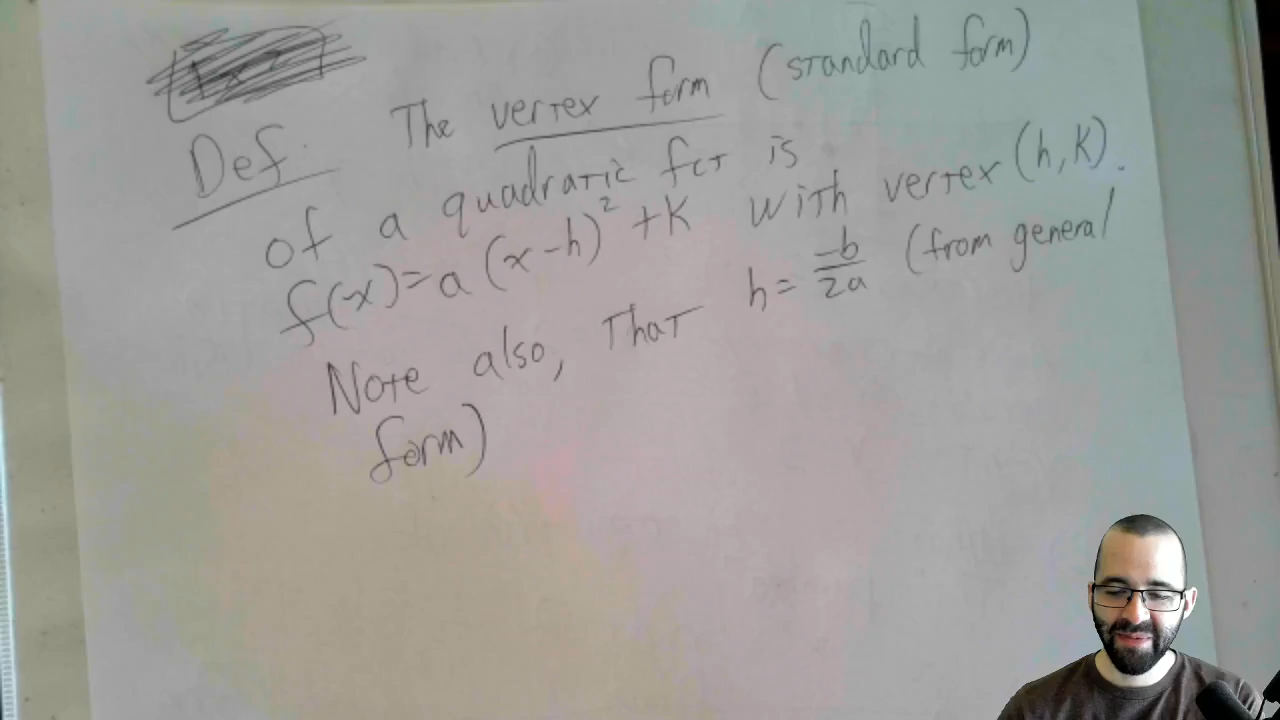 Def. The vertex form (standard form)
of a quadratic fct is
f(x)=a(x-h)²+k with vertex (h,k).
Note also, that h= -b/2a (from general
form)